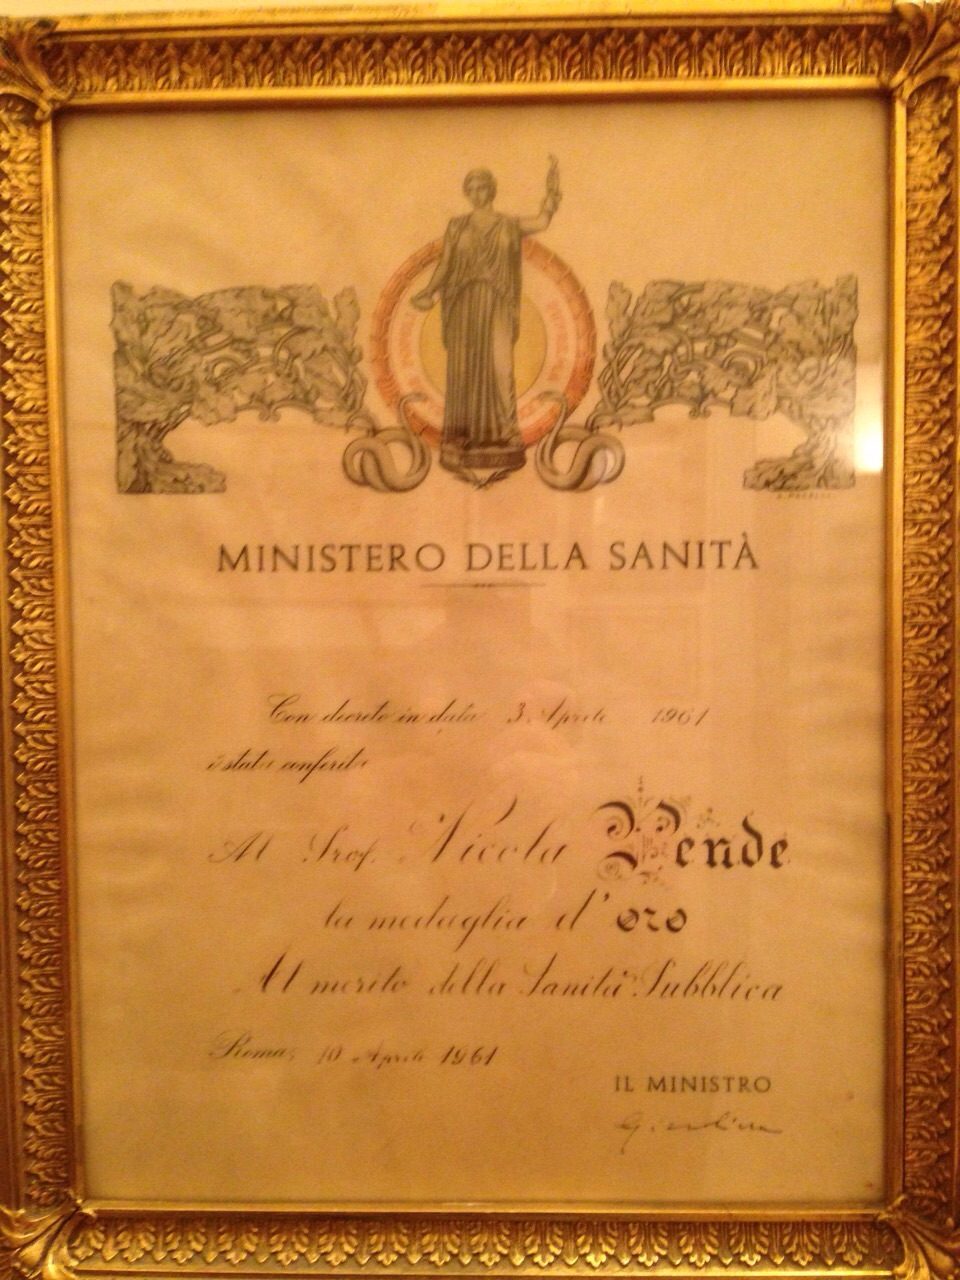 MINISTERO DELLA SANITÀ
Con decreto in data 3 Aprile 1961
è stata conferita
Al Prof. Nicola Pende
la medaglia d'oro
Al merito della Sanità Pubblica
Roma, 10 Aprile 1961
IL MINISTRO